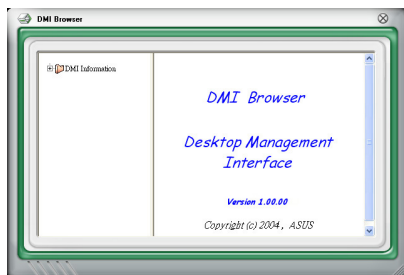 DMI Browser
DMI Information
DMI Browser
Desktop Management
Interface
Version 1.00.00
Copyright (c) 2004 , ASUS